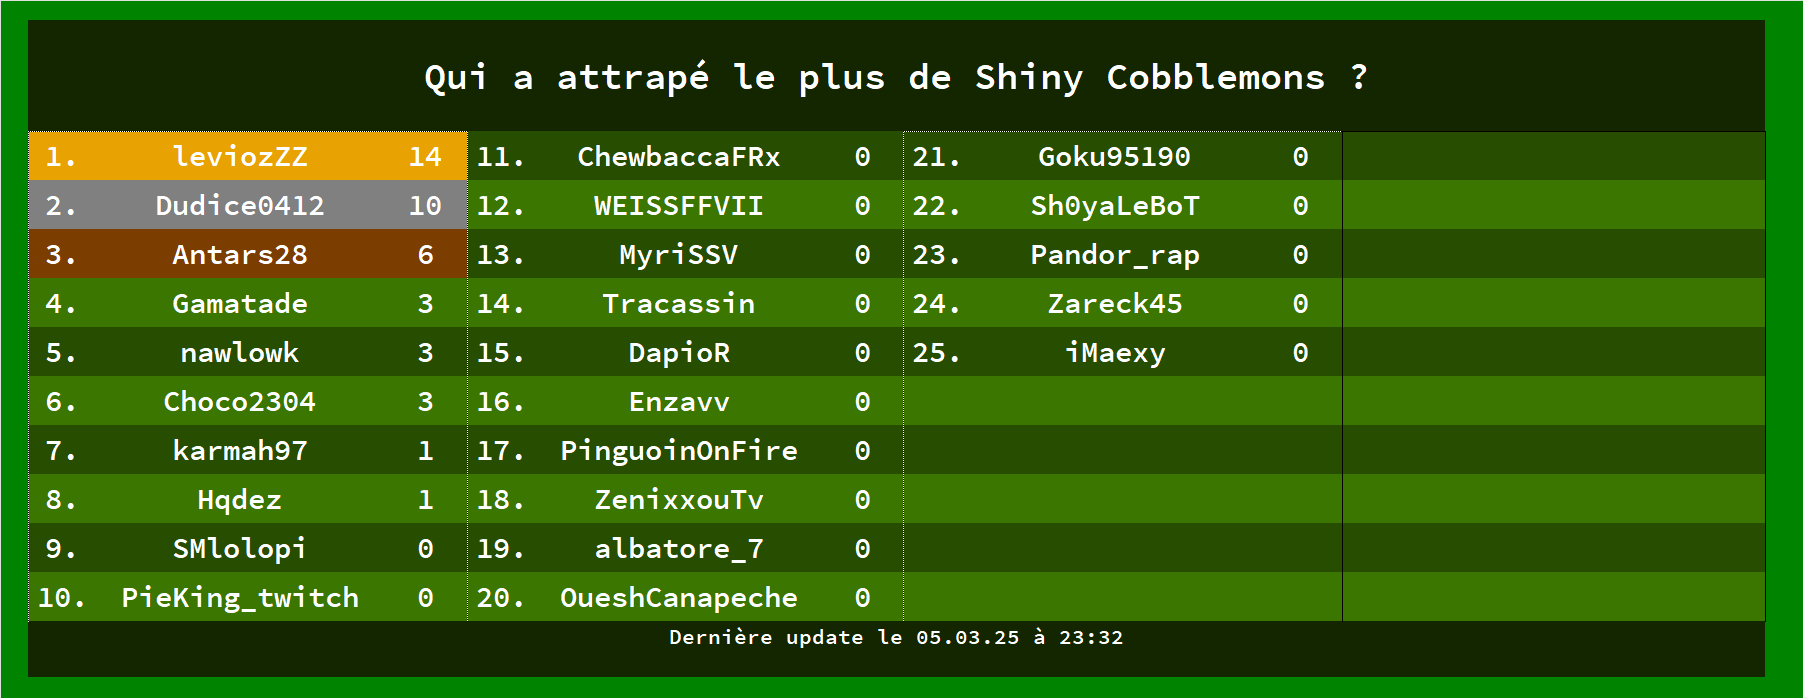 Qui a attrapé le plus de Shiny Cobblemons ?
1. leviozZZ 14
2. Dudice0412 10
3. Antars28 6
4. Gamatade 3
5. nawlowk 3
6. Choco2304 3
7. karmah97 1
8. Hqdez 1
9. SMlolopi 0
10. PieKing_twitch 0
11. ChewbaccaFRx 0
12. WEISSFFVII 0
13. MyriSSV 0
14. Tracassin 0
15. DapioR 0
16. Enzavv 0
17. PinguoinOnFire 0
18. ZenixxouTv 0
19. albatore_7 0
20. OueshCanapeche 0
21. Goku95190 0
22. Sh0yaLeBoT 0
23. Pandor_rap 0
24. Zareck45 0
25. iMaexy 0
Dernière update le 05.03.25 à 23:32